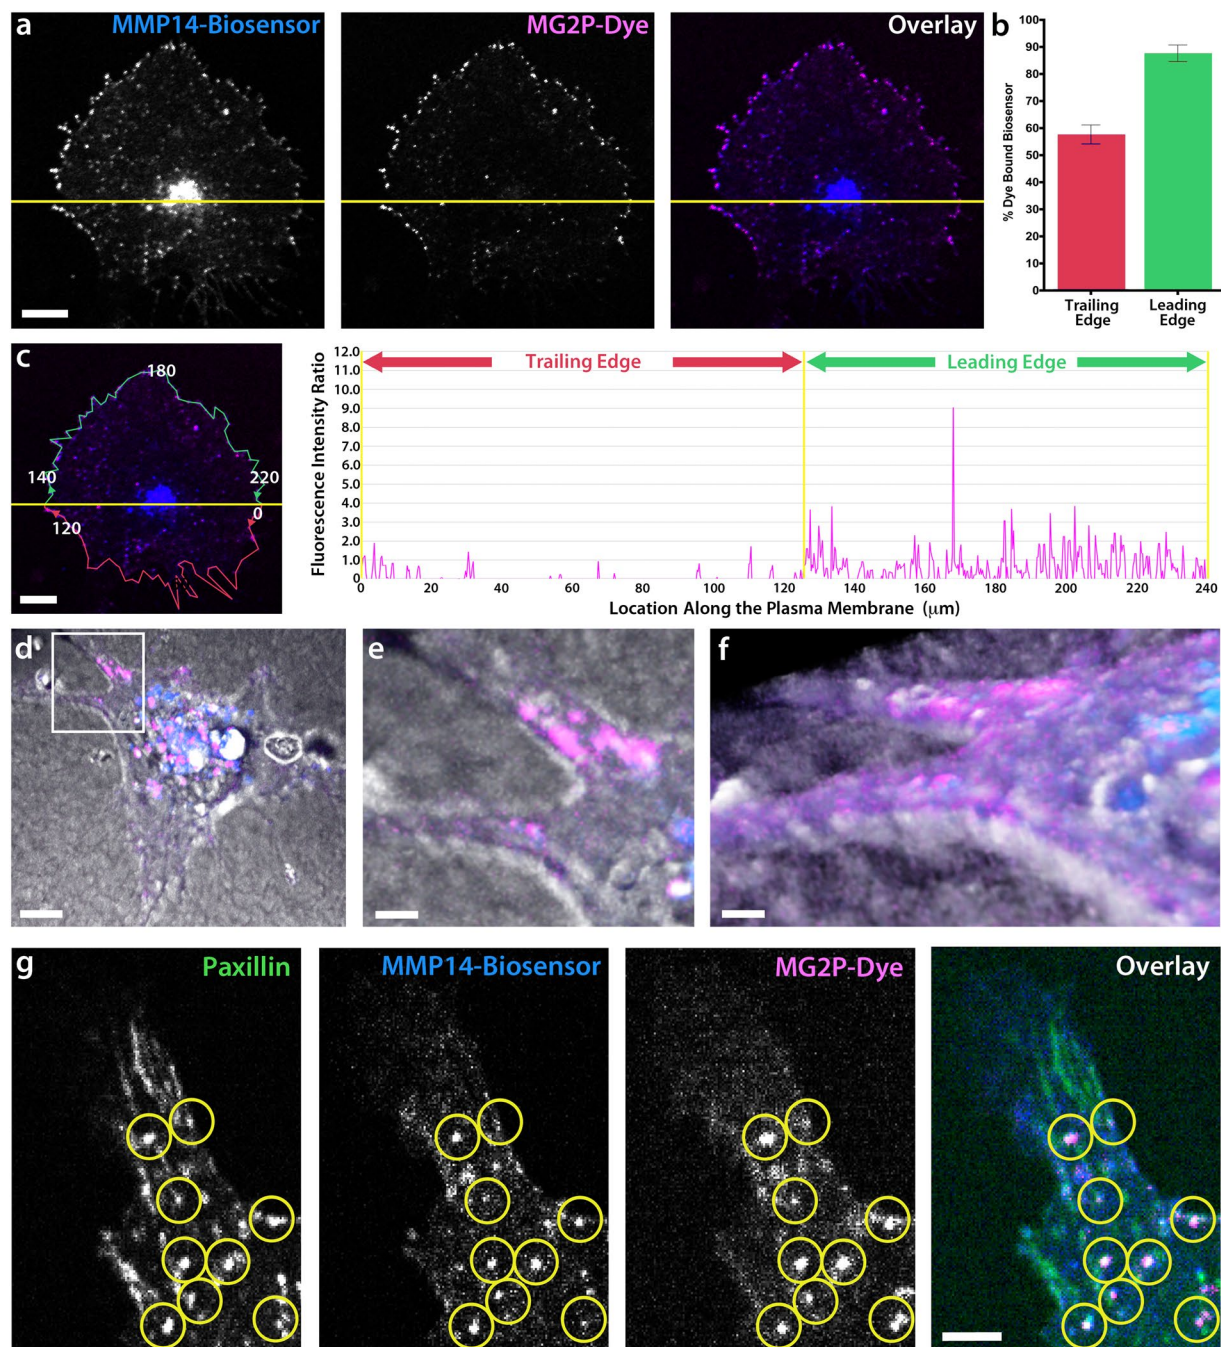 a
MMP14-Biosensor
MG2P-Dye
Overlay
b
100
90
80
70
60
50
40
30
20
10
0
% Dye Bound Biosensor
Trailing
Edge
Leading
Edge
c
180
140
220
0
120
Fluorescence Intensity Ratio
12.0
11.0
10.0
9.0
8.0
7.0
6.0
5.0
4.0
3.0
2.0
1.0
0
Trailing Edge
Leading Edge
0 20 40 60 80 100 120 140 160 180 200 220 240
Location Along the Plasma Membrane (μm)
d
e
f
g
Paxillin
MMP14-Biosensor
MG2P-Dye
Overlay